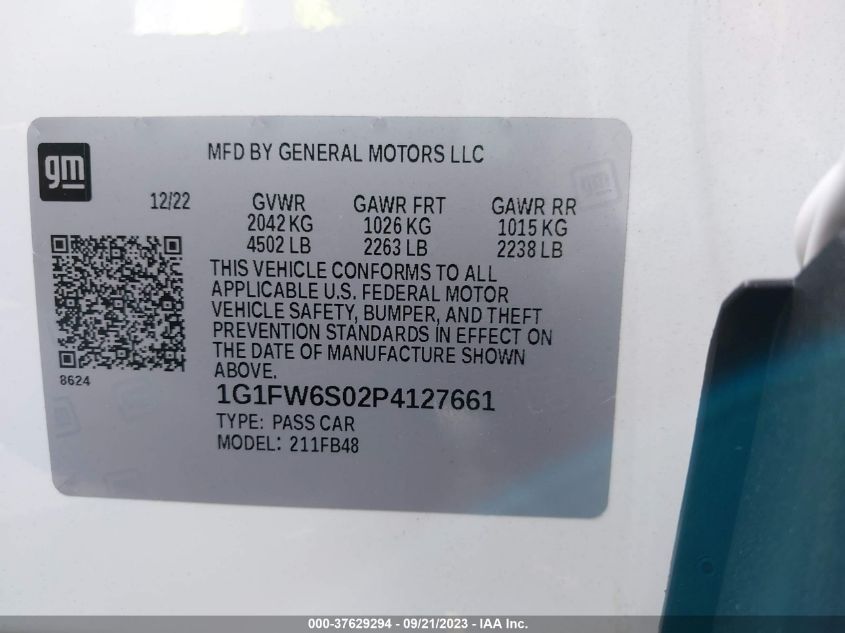 gm
MFD BY GENERAL MOTORS LLC
12/22 GVWR GAWR FRT GAWR RR
2042 KG 1026 KG 1015 KG
4502 LB 2263 LB 2238 LB
THIS VEHICLE CONFORMS TO ALL
APPLICABLE U.S. FEDERAL MOTOR
VEHICLE SAFETY, BUMPER, AND THEFT
PREVENTION STANDARDS IN EFFECT ON
THE DATE OF MANUFACTURE SHOWN
ABOVE.
8624
1G1FW6S02P4127661
TYPE: PASS CAR
MODEL: 211FB48
000-37629294 - 09/21/2023 - IAA Inc.